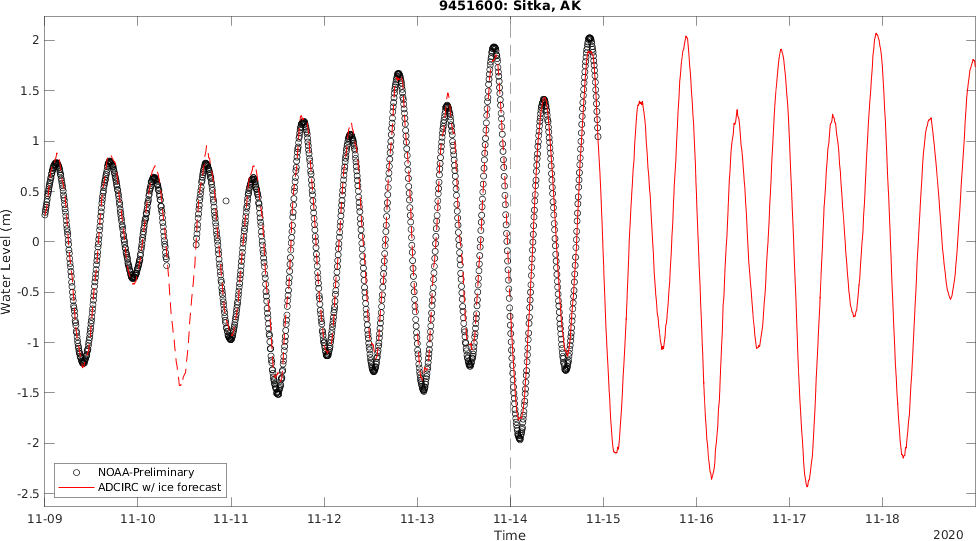 9451600: Sitka, AK
Water Level (m)
2
1.5
1
0.5
0
-0.5
-1
-1.5
-2
-2.5
NOAA-Preliminary
ADCIRC w/ ice forecast
11-09 11-10 11-11 11-12 11-13 11-14 11-15 11-16 11-17 11-18
Time
2020